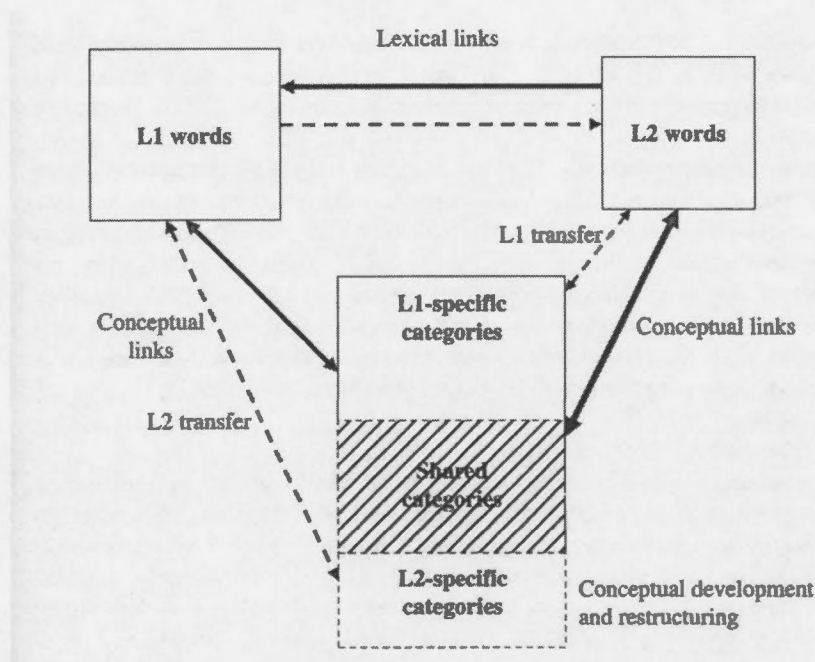 Lexical links
L1 words
L2 words
L1 transfer
L1-specific
categories
Conceptual
links
Conceptual links
L2 transfer
Shared
categories
L2-specific
categories
Conceptual development
and restructuring